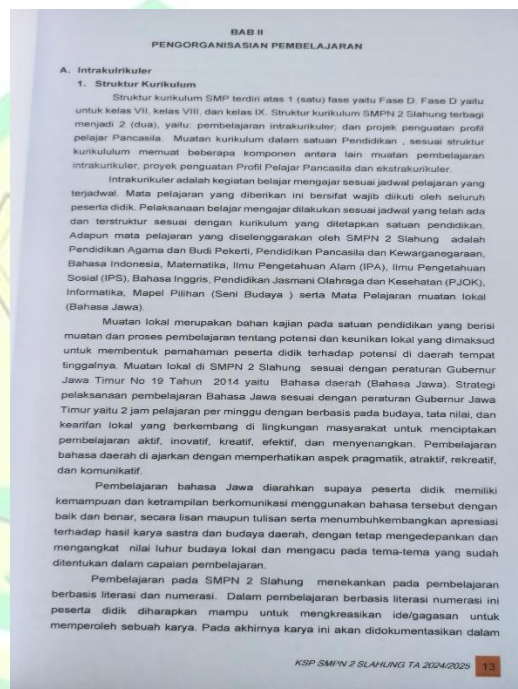 BAB II
PENGORGANISASIAN PEMBELAJARAN
A. Intrakulrikuler
1. Struktur Kurikulum
Struktur kurikulum SMP terdiri atas 1 (satu) fase yaitu Fase D. Fase D yaitu
untuk kelas VII, kelas VIII, dan kelas IX. Struktur kurikulum SMPN 2 Slahung terbagi
menjadi 2 (dua), yaitu: pembelajaran intrakurikuler; dan projek penguatan profil
pelajar Pancasila. Muatan kurikulum dalam satuan Pendidikan , sesuai struktur
kurikululum memuat beberapa komponen antara lain muatan pembelajaran
intrakurikuler, proyek penguatan Profil Pelajar Pancasila dan ekstrakurikuler.
Intrakurikuler adalah kegiatan belajar mengajar sesuai jadwal pelajaran yang
terjadwal. Mata pelajaran yang diberikan ini bersifat wajib diikuti oleh seluruh
peserta didik. Pelaksanaan belajar mengajar dilakukan sesuai jadwal yang telah ada
dan terstruktur sesuai dengan kurikulum yang ditetapkan satuan pendidikan.
Adapun mata pelajaran yang diselenggarakan oleh SMPN 2 Slahung adalah
Pendidikan Agama dan Budi Pekerti, Pendidikan Pancasila dan Kewarganegaraan,
Bahasa Indonesia, Matematika, Ilmu Pengetahuan Alam (IPA), Ilmu Pengetahuan
Sosial (IPS), Bahasa Inggris, Pendidikan Jasmani Olahraga dan Kesehatan (PJOK),
Informatika, Mapel Pilihan (Seni Budaya ) serta Mata Pelajaran muatan lokal
(Bahasa Jawa).
Muatan lokal merupakan bahan kajian pada satuan pendidikan yang berisi
muatan dan proses pembelajaran tentang potensi dan keunikan lokal yang dimaksud
untuk membentuk pemahaman peserta didik terhadap potensi di daerah tempat
tinggalnya. Muatan lokal di SMPN 2 Slahung sesuai dengan peraturan Gubernur
Jawa Timur No 19 Tahun 2014 yaitu Bahasa daerah (Bahasa Jawa). Strategi
pelaksanaan pembelajaran Bahasa Jawa sesuai dengan peraturan Gubernur Jawa
Timur yaitu 2 jam pelajaran per minggu dengan berbasis pada budaya, tata nilai, dan
kearifan lokal yang berkembang di lingkungan masyarakat untuk menciptakan
pembelajaran aktif, inovatif, kreatif, efektif, dan menyenangkan. Pembelajaran
bahasa daerah di ajarkan dengan memperhatikan aspek pragmatik, atraktif, rekreatif,
dan komunikatif.
Pembelajaran bahasa Jawa diarahkan supaya peserta didik memiliki
kemampuan dan ketrampilan berkomunikasi menggunakan bahasa tersebut dengan
baik dan benar, secara lisan maupun tulisan serta menumbuhkembangkan apresiasi
terhadap hasil karya sastra dan budaya daerah, dengan tetap mengedepankan dan
mengangkat nilai luhur budaya lokal dan mengacu pada tema-tema yang sudah
ditentukan dalam capaian pembelajaran.
Pembelajaran pada SMPN 2 Slahung menekankan pada pembelajaran
berbasis literasi dan numerasi. Dalam pembelajaran berbasis literasi numerasi ini
peserta didik diharapkan mampu untuk mengkreasikan ide/gagasan untuk
memperoleh sebuah karya. Pada akhirnya karya ini akan didokumentasikan dalam
KSP SMPN 2 SLAHUNG TA.2024/2025 13